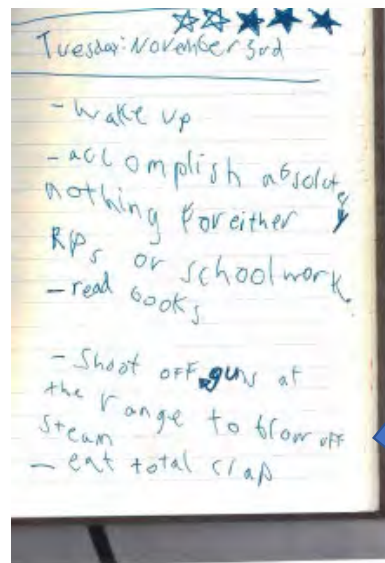 Tuesday: November 3rd
- wake up
- accomplish absolutely
nothing for either
RPs or schoolwork.
- read books
- Shoot off guns at
the range to blow off
steam
- eat total crap